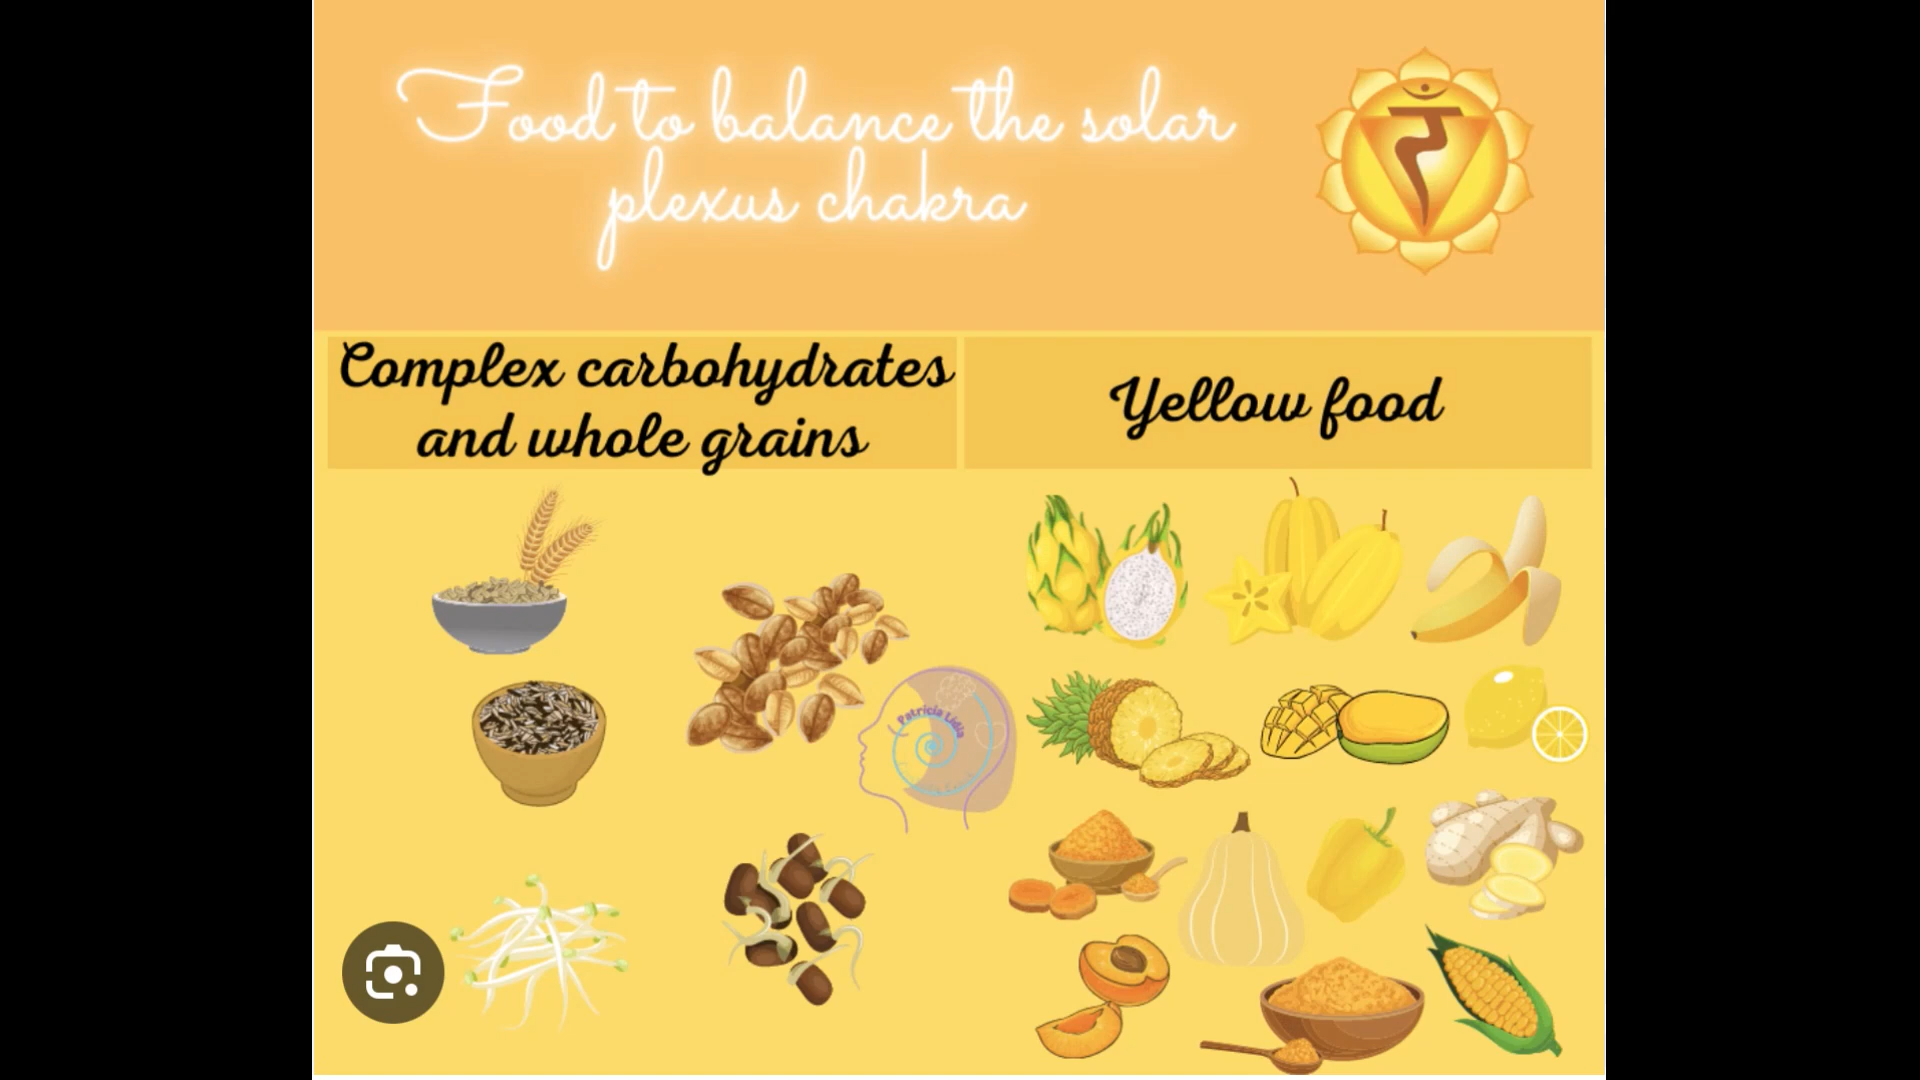 Food to balance the solar
plexus chakra
र
Complex carbohydrates
and whole grains
Yellow food
Patricia Lidia